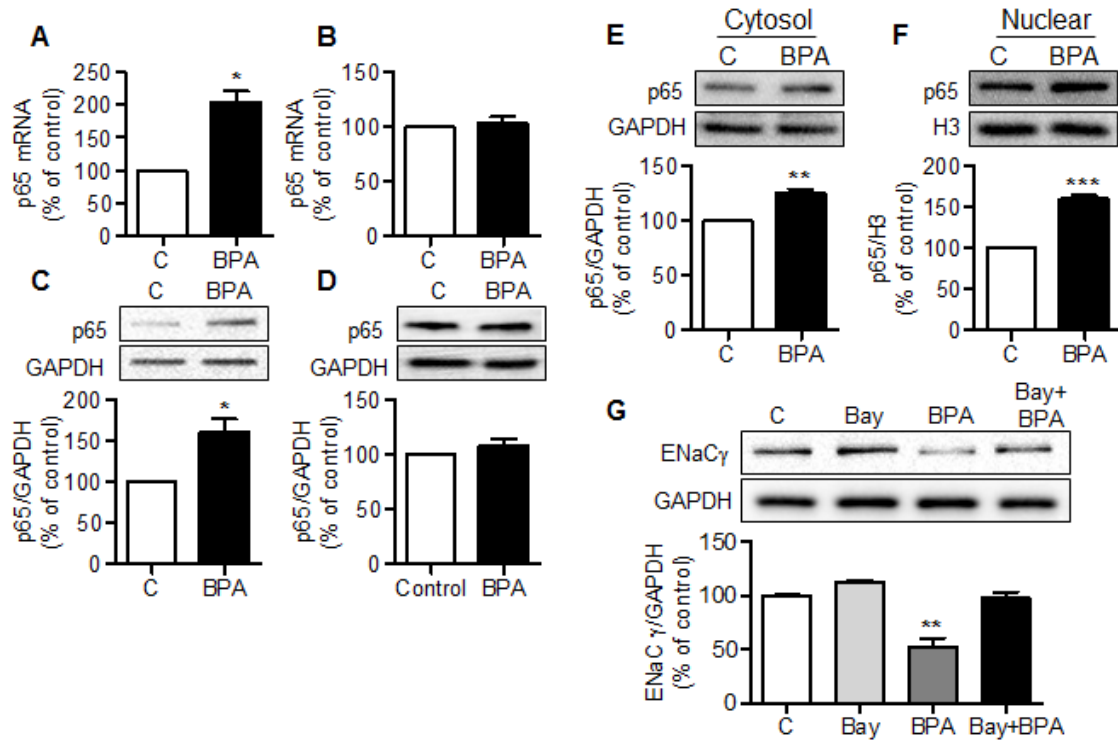 A
p65 mRNA
(% of control)
250
200
150
100
50
0
*
C
BPA
B
p65 mRNA
(% of control)
150
100
50
0
C
BPA
C
C
BPA
p65
GAPDH
p65/GAPDH
(% of control)
200
150
100
50
0
*
C
BPA
D
C
BPA
p65
GAPDH
p65/GAPDH
(% of control)
150
100
50
0
Control
BPA
E
Cytosol
C
BPA
p65
GAPDH
p65/GAPDH
(% of control)
150
100
50
0
**
C
BPA
F
Nuclear
C
BPA
p65
H3
p65/H3
(% of control)
200
150
100
50
0
***
C
BPA
G
C
Bay
BPA
Bay+
BPA
ENaCγ
GAPDH
ENaC γ/GAPDH
(% of control)
150
100
50
0
**
C
Bay
BPA
Bay+BPA